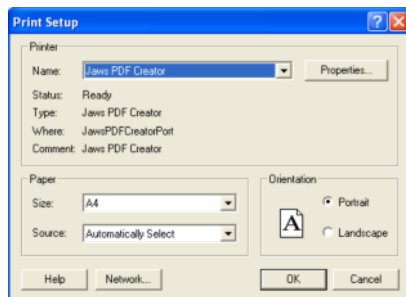 Print Setup
Printer
Name: Jaws PDF Creator Properties...
Status: Ready
Type: Jaws PDF Creator
Where: JawsPDFCreatorPort
Comment: Jaws PDF Creator
Paper
Size: A4
Source: Automatically Select
Orientation
A
Portrait
Landscape
Help Network... OK Cancel